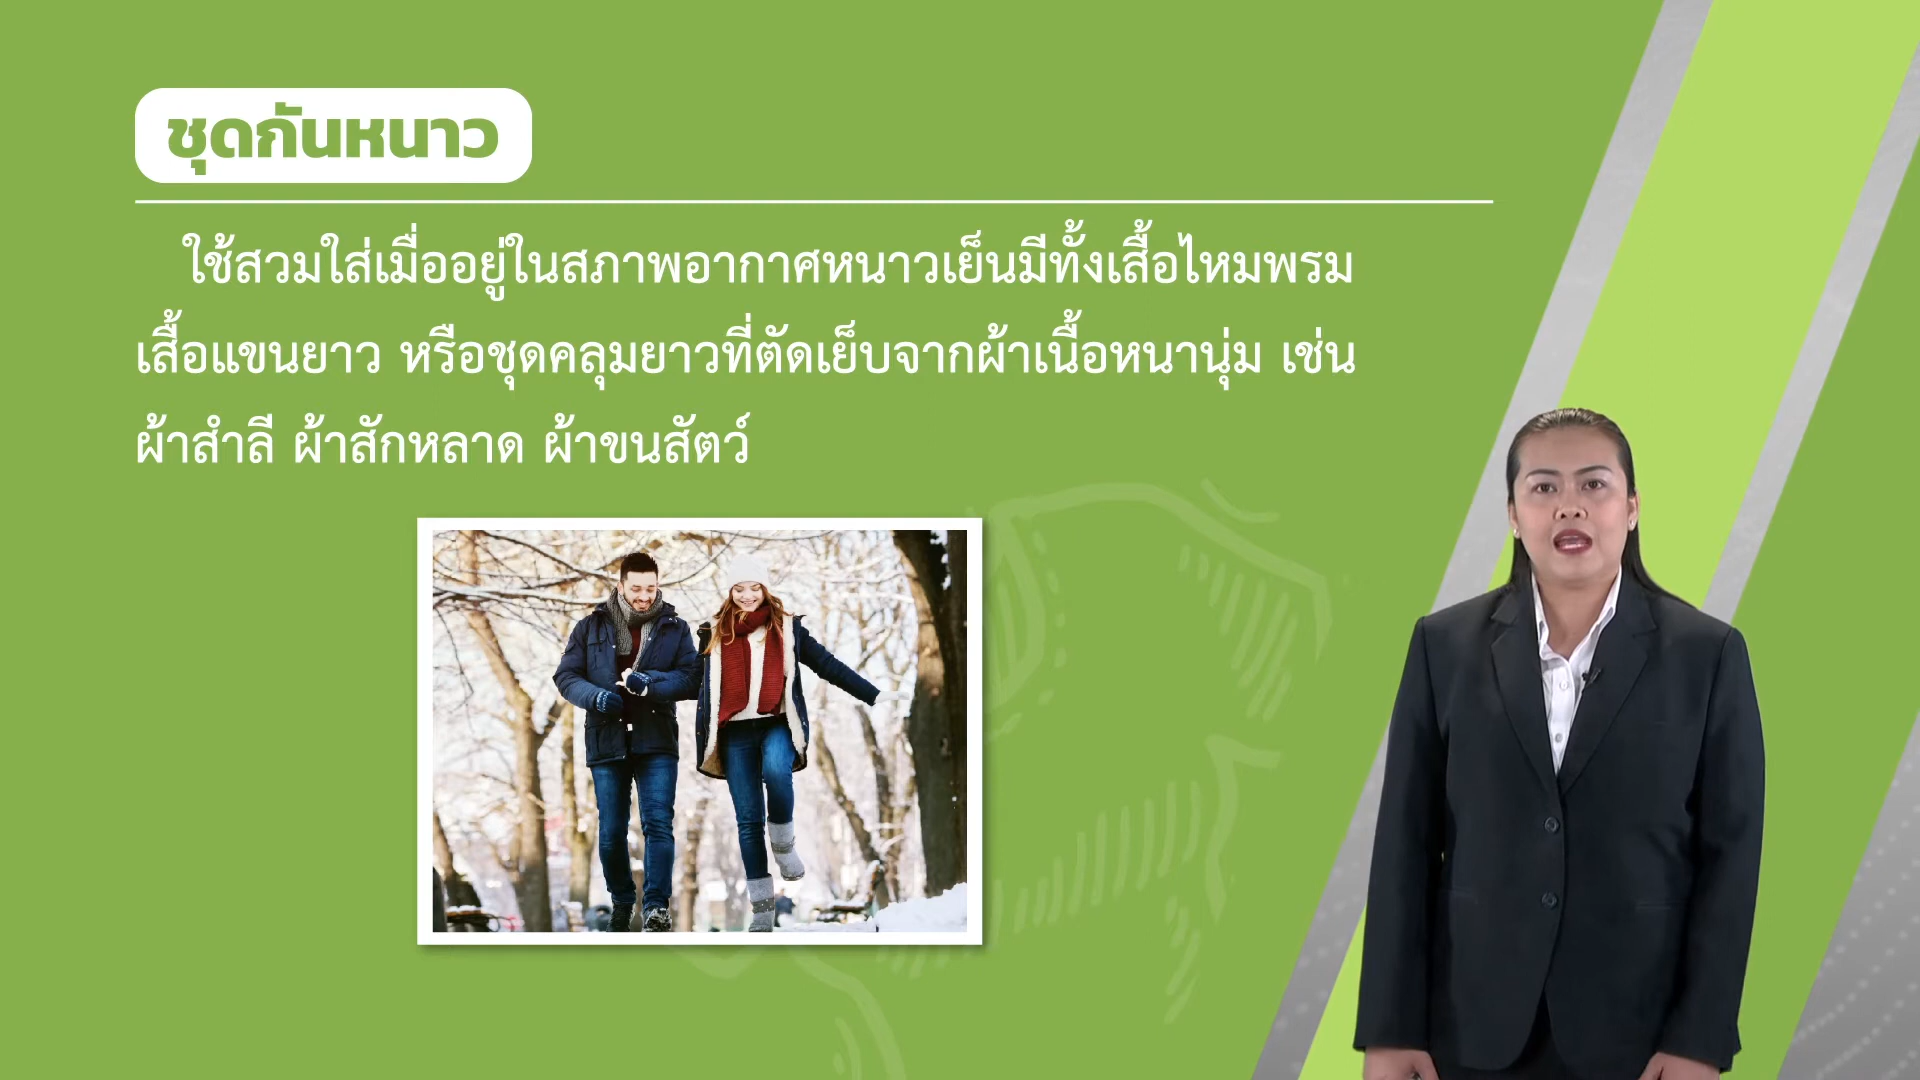 ชุดกันหนาว
ใช้สวมใส่เมื่ออยู่ในสภาพอากาศหนาวเย็นมีทั้งเสื้อไหมพรม
เสื้อแขนยาว หรือชุดคลุมยาวที่ตัดเย็บจากผ้าเนื้อหนานุ่ม เช่น
ผ้าสำลี ผ้าสักหลาด ผ้าขนสัตว์